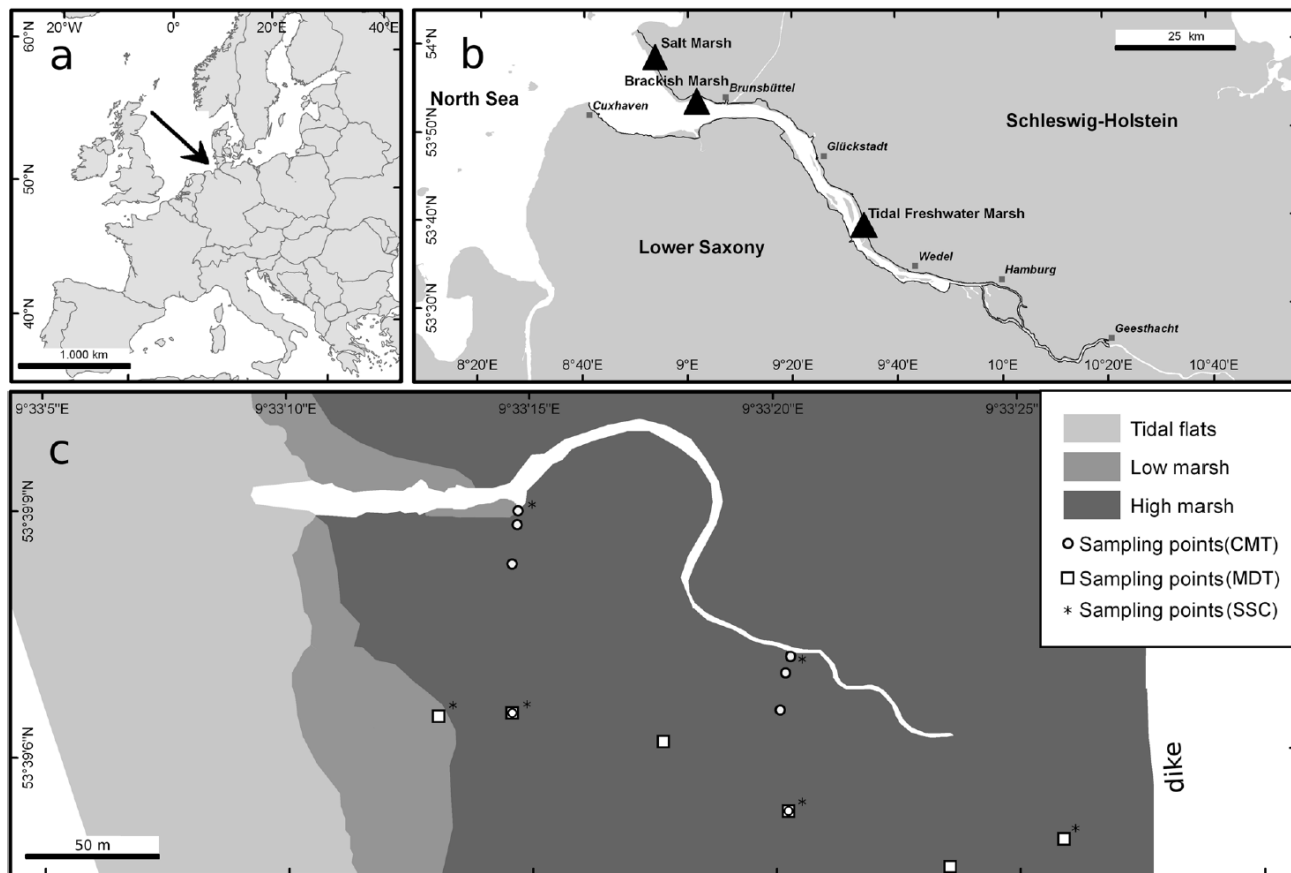 20°W 0° 20°E 40°E
a
60°N
50°N
40°N
1.000 km
b
54°N
53°50'N
53°40'N
53°30'N
25 km
Salt Marsh
Brackish Marsh
Brunsbüttel
North Sea
Cuxhaven
Schleswig-Holstein
Glückstadt
Tidal Freshwater Marsh
Lower Saxony
Wedel
Hamburg
Geesthacht
8°20'E 8°40'E 9°0'E 9°20'E 9°40'E 10°0'E 10°20'E 10°40'E
9°33'5"E 9°33'10"E 9°33'15"E 9°33'20"E 9°33'25"E
c
53°39'9"N
53°39'6"N
Tidal flats
Low marsh
High marsh
Sampling points(CMT)
Sampling points(MDT)
* Sampling points(SSC)
dike
50 m